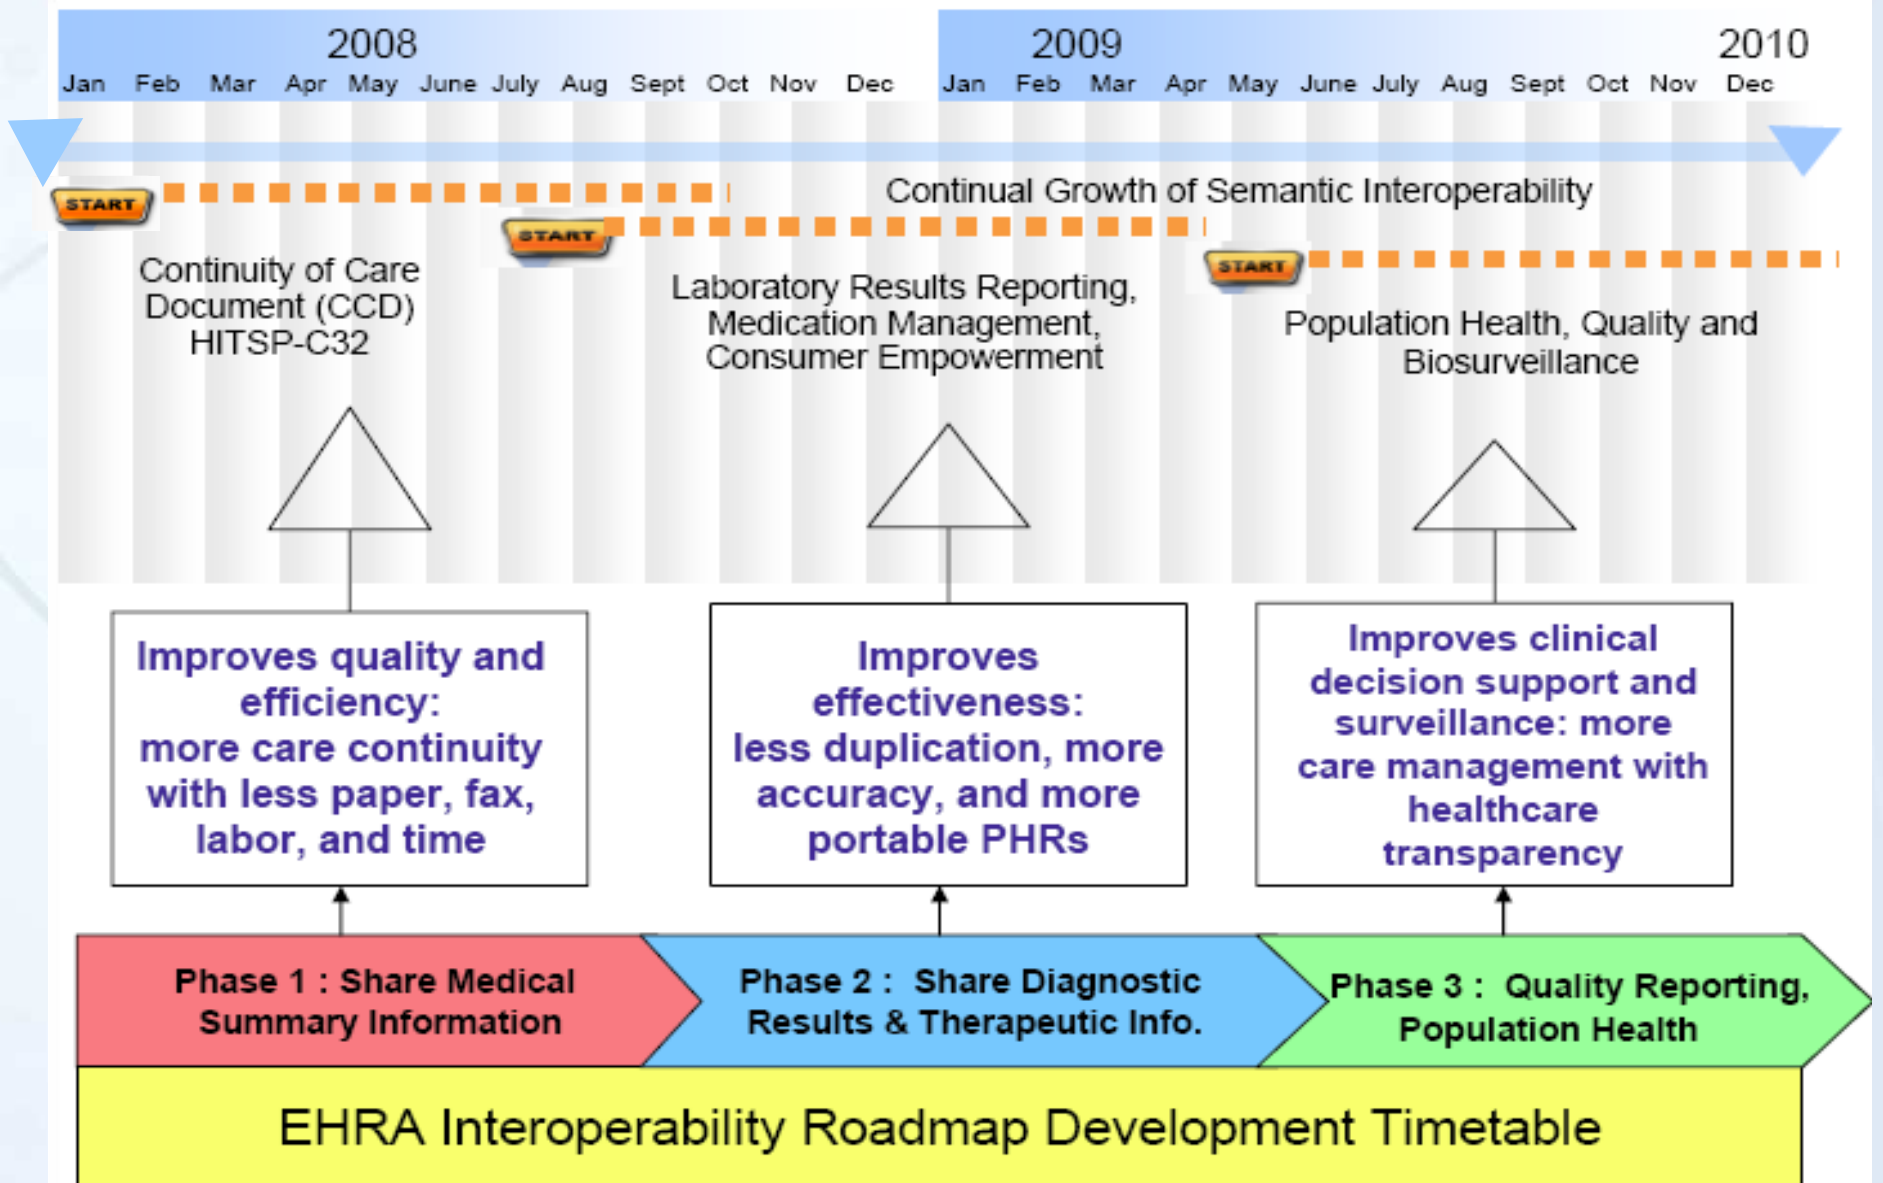 2008 2009 2010
Jan Feb Mar Apr May June July Aug Sept Oct Nov Dec Jan Feb Mar Apr May June July Aug Sept Oct Nov Dec
START
Continuity of Care
Document (CCD)
HITSP-C32
Continual Growth of Semantic Interoperability
START
Laboratory Results Reporting,
Medication Management,
Consumer Empowerment
START
Population Health, Quality and
Biosurveillance
Improves quality and
efficiency:
more care continuity
with less paper, fax,
labor, and time
Improves
effectiveness:
less duplication, more
accuracy, and more
portable PHRs
Improves clinical
decision support and
surveillance: more
care management with
healthcare
transparency
Phase 1 : Share Medical
Summary Information
Phase 2 : Share Diagnostic
Results & Therapeutic Info.
Phase 3 : Quality Reporting,
Population Health
EHRA Interoperability Roadmap Development Timetable